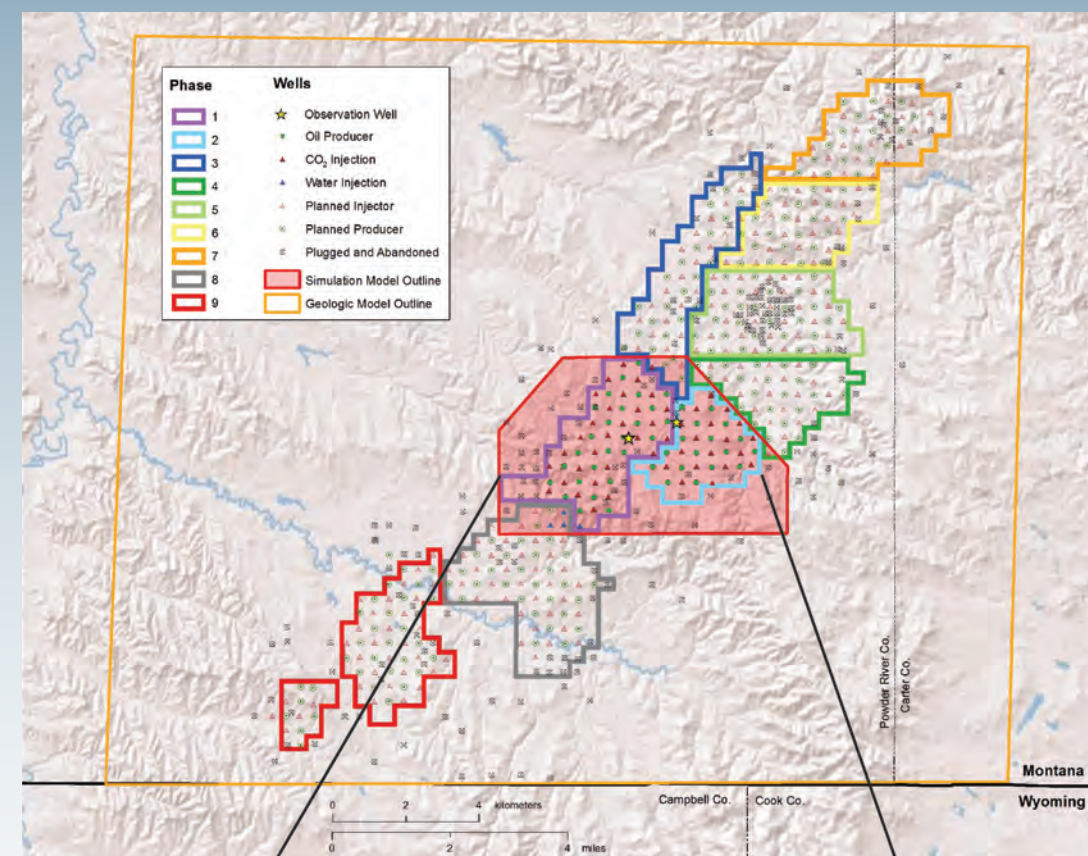 Phase
Wells
1
2
3
4
5
6
7
8
9
Observation Well
Oil Producer
CO₂ Injection
Water Injection
Planned Injector
Planned Producer
Plugged and Abandoned
Simulation Model Outline
Geologic Model Outline
Powder River Co.
Carter Co.
Montana
Wyoming
Campbell Co.
Cook Co.
0 2 4 kilometers
0 2 4 miles